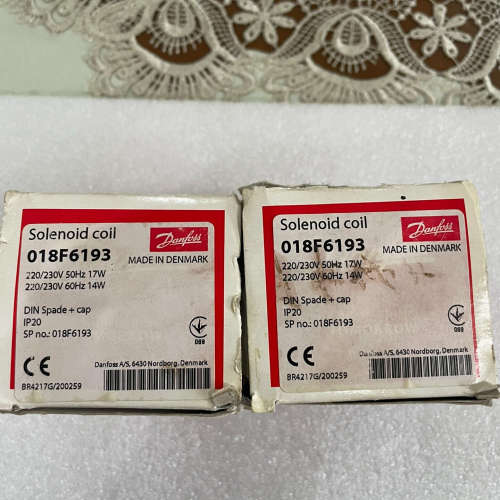 Solenoid coil
018F6193
Danfoss
MADE IN DENMARK
220/230V 50Hz 17W
220/230V 60Hz 14W
DIN Spade + cap
IP20
SP no.: 018F6193
089
CE
Danfoss A/S, 6430 Nordborg, Denmark
BR4217G/200259
Solenoid coil
018F6193
Danfoss
MADE IN DENMARK
220/230V 50Hz 17W
220/230V 60Hz 14W
DIN Spade + cap
IP20
SP no.: 018F6193
089
CE
Danfoss A/S, 6430 Nordborg, Denmark
BR4217G/200259